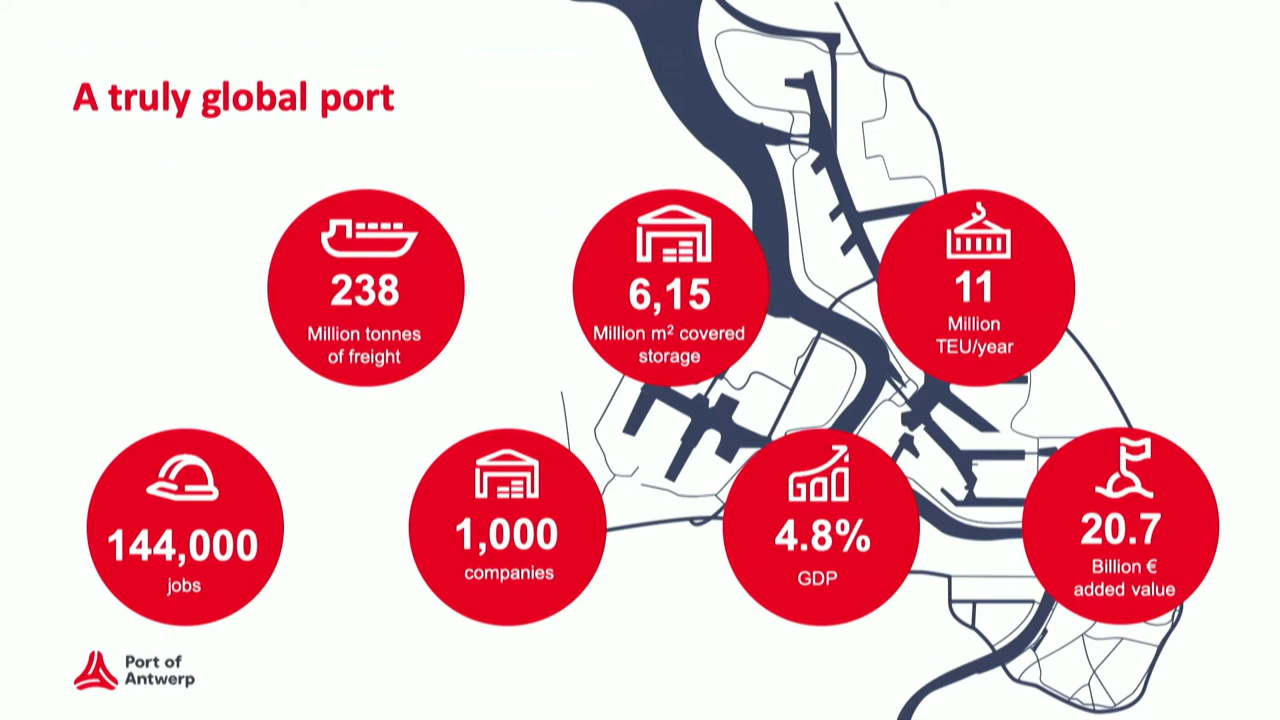 A truly global port
238
Million tonnes
of freight
6,15
Million m² covered
storage
11
Million
TEU/year
144,000
jobs
1,000
companies
4.8%
GDP
20.7
Billion €
added value
Port of
Antwerp